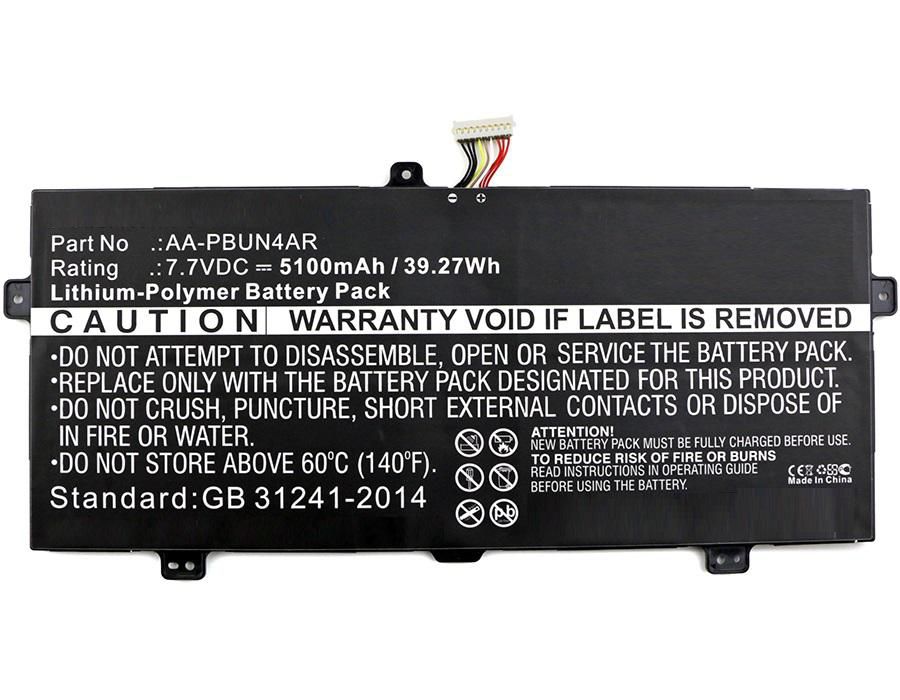 Part No .:AA-PBUN4AR
Rating .:7.7VDC ⎓ 5100mAh / 39.27Wh
Lithium-Polymer Battery Pack
CAUTION WARRANTY VOID IF LABEL IS REMOVED
•DO NOT ATTEMPT TO DISASSEMBLE, OPEN OR SERVICE THE BATTERY PACK.
•REPLACE ONLY WITH THE BATTERY PACK DESIGNATED FOR THIS PRODUCT.
•DO NOT CRUSH, PUNCTURE, SHORT EXTERNAL CONTACTS OR DISPOSE OF
IN FIRE OR WATER.
•DO NOT STORE ABOVE 60°C (140°F).
Standard:GB 31241-2014
ATTENTION!
NEW BATTERY PACK MUST BE FULLY CHARGED BEFORE USE.
TO REDUCE RISK OF FIRE OR BURNS
READ INSTRUCTIONS IN OPERATING GUIDE
BEFORE USING THE BATTERY.
Pb
CE
Made In China